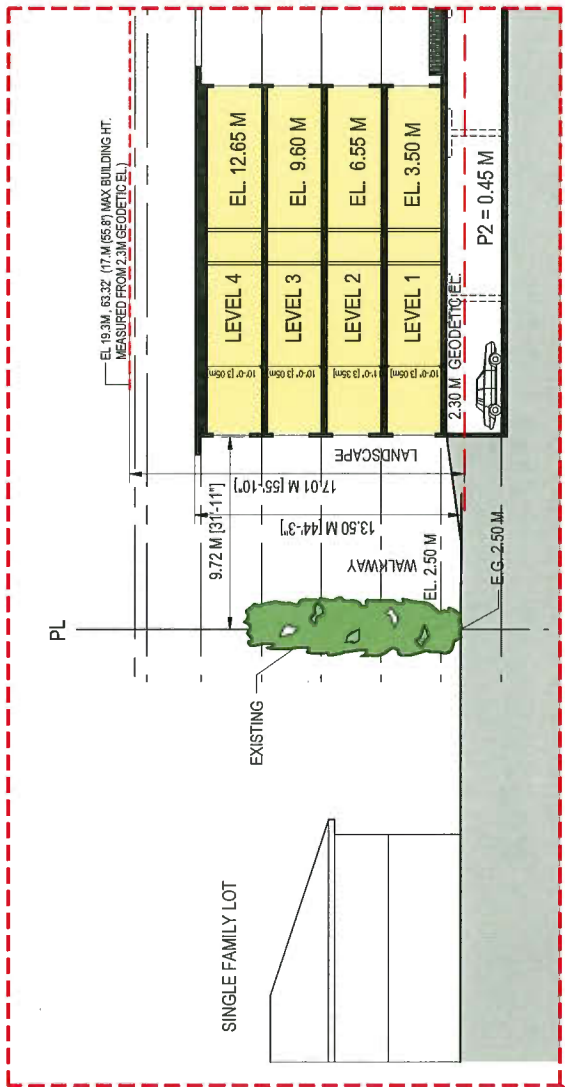 EL 19.3M, 63.32' (17.M (55.8') MAX BUILDING HT.
MEASURED FROM 2.3M GEODETIC EL.)
PL
9.72 M [31'-11"]
LEVEL 4
EL. 12.65 M
10'-0" [3.05m]
LEVEL 3
EL. 9.60 M
10'-0" [3.05m]
LEVEL 2
EL. 6.55 M
11'-0" [3.35m]
LEVEL 1
EL. 3.50 M
10'-0" [3.05m]
2.30 M GEODETIC EL.
P2 = 0.45 M
LANDSCAPE
17.01 M [55'-10"]
13.50 M [44'-3"]
WALKWAY
EL. 2.50 M
E.G. 2.50 M
EXISTING
SINGLE FAMILY LOT